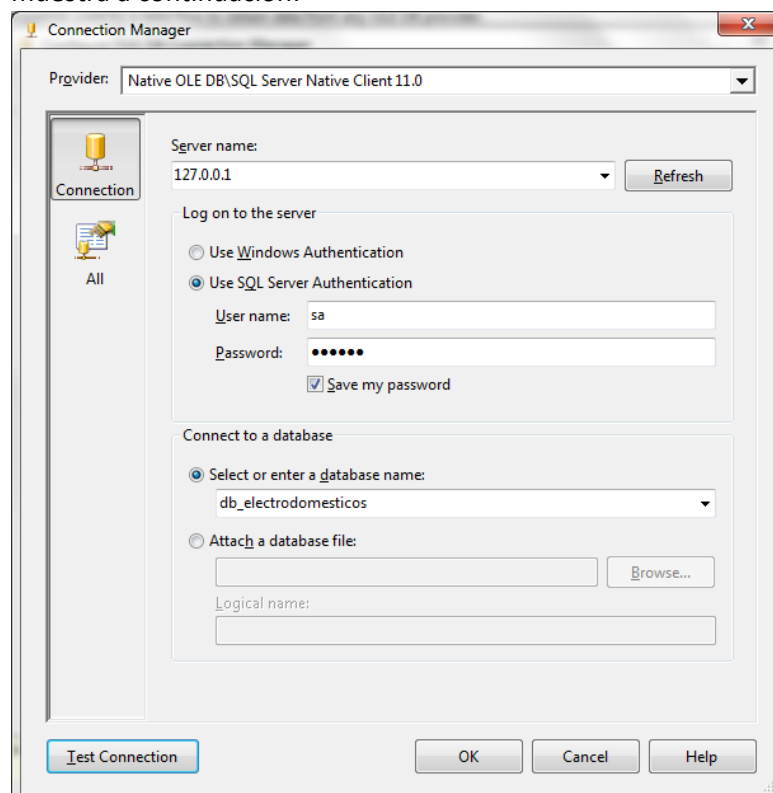 Connection Manager
Provider: Native OLE DB\SQL Server Native Client 11.0
Connection
All
Server name:
127.0.0.1
Refresh
Log on to the server
Use Windows Authentication
Use SQL Server Authentication
User name: sa
Password: ●●●●●●
Save my password
Connect to a database
Select or enter a database name:
db_electrodomesticos
Attach a database file:
Browse...
Logical name:
Test Connection OK Cancel Help